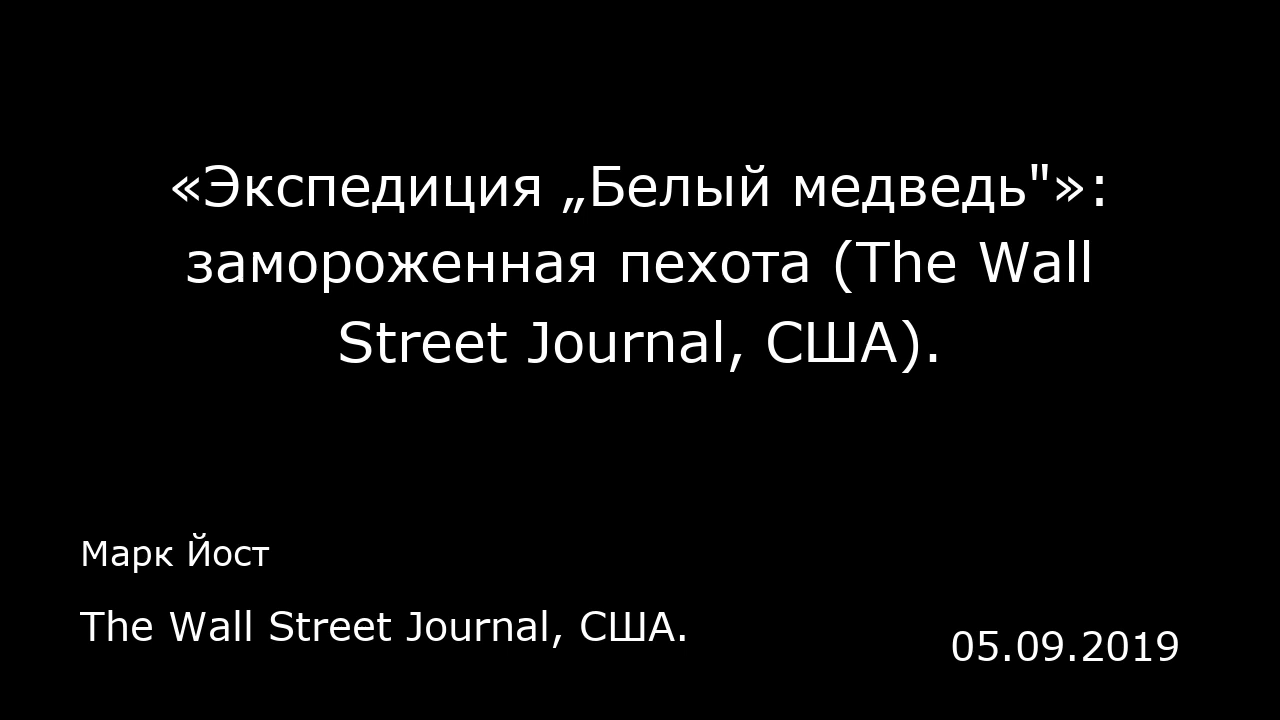 «Экспедиция „Белый медведь"»:
замороженная пехота (The Wall
Street Journal, США).
Марк Йост
The Wall Street Journal, США.
05.09.2019